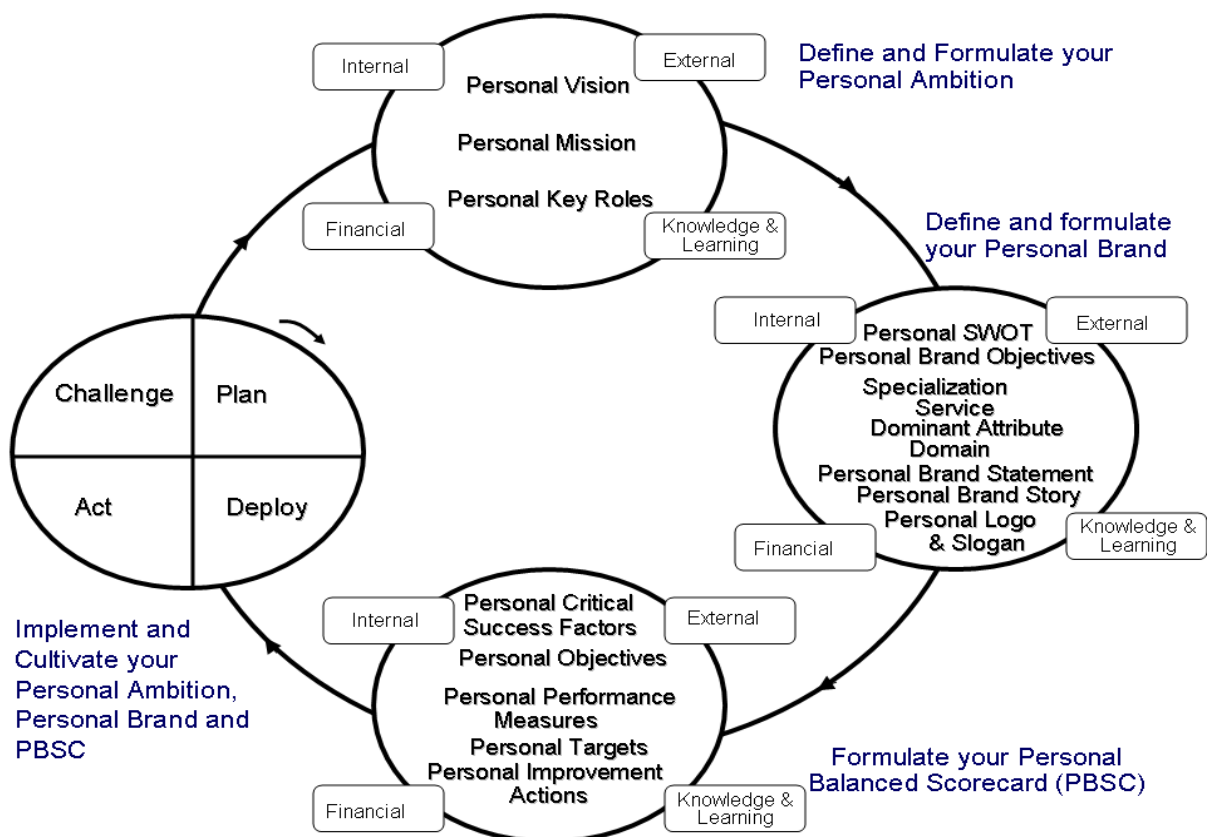 Define and Formulate your
Personal Ambition
Internal
External
Personal Vision
Personal Mission
Personal Key Roles
Financial
Knowledge &
Learning
Define and formulate
your Personal Brand
Internal
External
Personal SWOT
Personal Brand Objectives
Specialization
Service
Dominant Attribute
Domain
Personal Brand Statement
Personal Brand Story
Personal Logo
& Slogan
Financial
Knowledge &
Learning
Formulate your Personal
Balanced Scorecard (PBSC)
Internal
External
Personal Critical
Success Factors
Personal Objectives
Personal Performance
Measures
Personal Targets
Personal Improvement
Actions
Financial
Knowledge &
Learning
Implement and
Cultivate your
Personal Ambition,
Personal Brand and
PBSC
Challenge
Plan
Act
Deploy